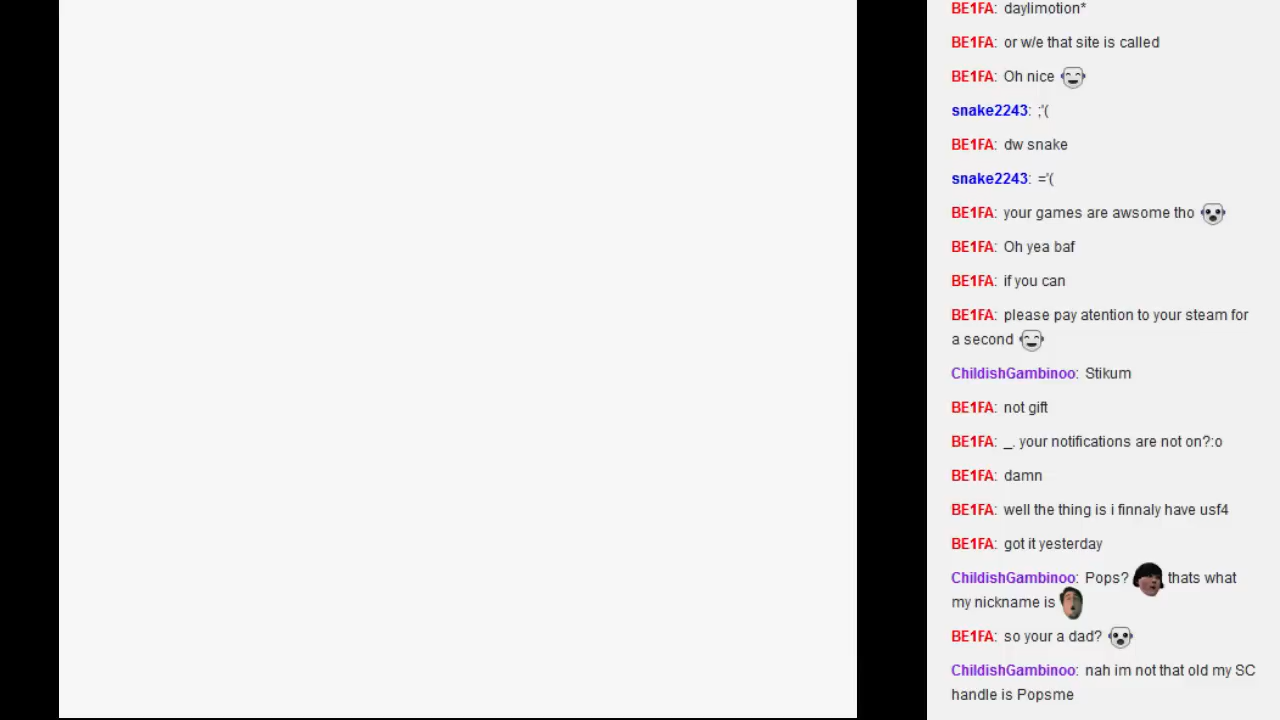 BE1FA: daylimotion*
BE1FA: or w/e that site is called
BE1FA: Oh nice
snake2243: ;'(
BE1FA: dw snake
snake2243: ='(
BE1FA: your games are awsome tho
BE1FA: Oh yea baf
BE1FA: if you can
BE1FA: please pay atention to your steam for
a second
ChildishGambinoo: Stikum
BE1FA: not gift
BE1FA: _. your notifications are not on?:o
BE1FA: damn
BE1FA: well the thing is i finnaly have usf4
BE1FA: got it yesterday
ChildishGambinoo: Pops? thats what
my nickname is
BE1FA: so your a dad?
ChildishGambinoo: nah im not that old my SC
handle is Popsme